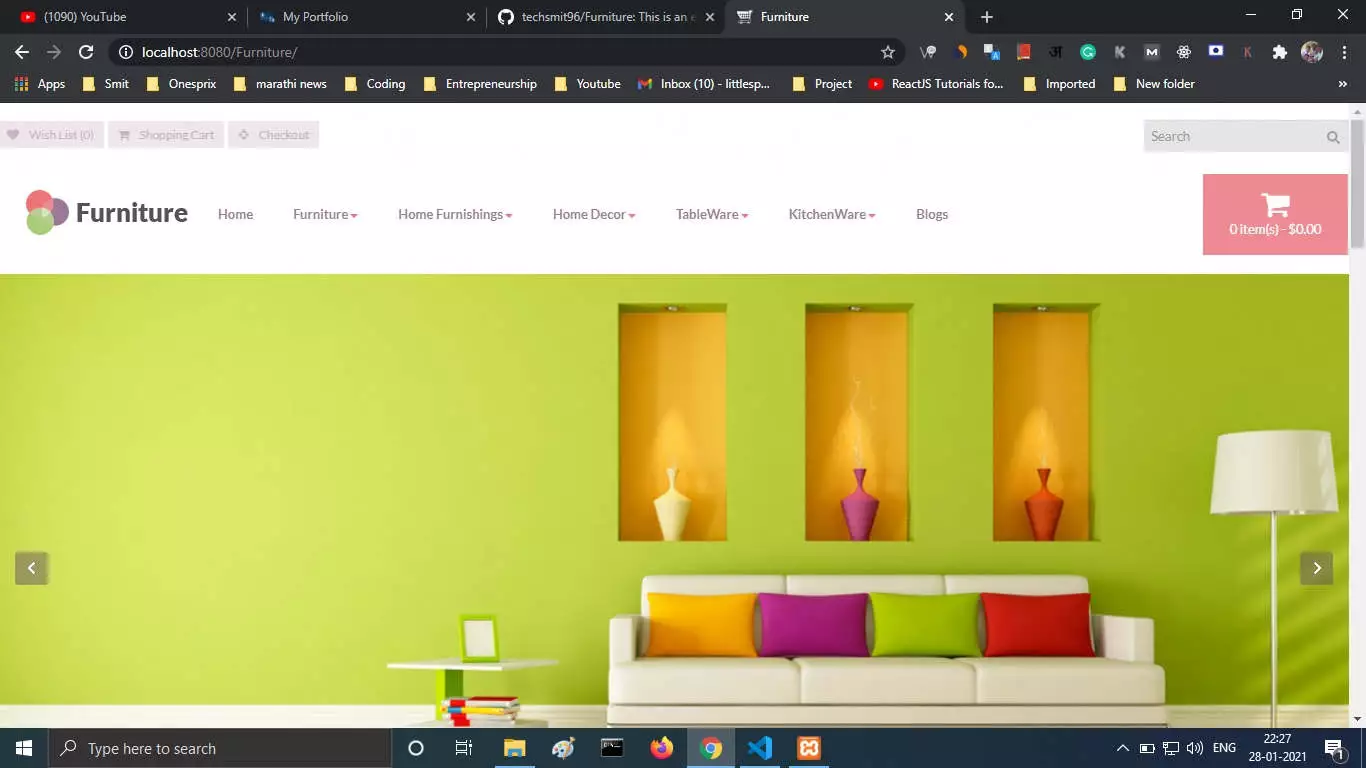 (1090) YouTube
My Portfolio
techsmit96/Furniture: This is an e
Furniture
localhost:8080/Furniture/
Apps Smit Onesprix marathi news Coding Entrepreneurship Youtube Inbox (10) - littlesp... Project ReactJS Tutorials fo... Imported New folder »
Wish List (0) Shopping Cart Checkout Search
Furniture Home Furniture Home Furnishings Home Decor TableWare KitchenWare Blogs
0 item(s) - $0.00
Type here to search
ENG
22:27
28-01-2021
1